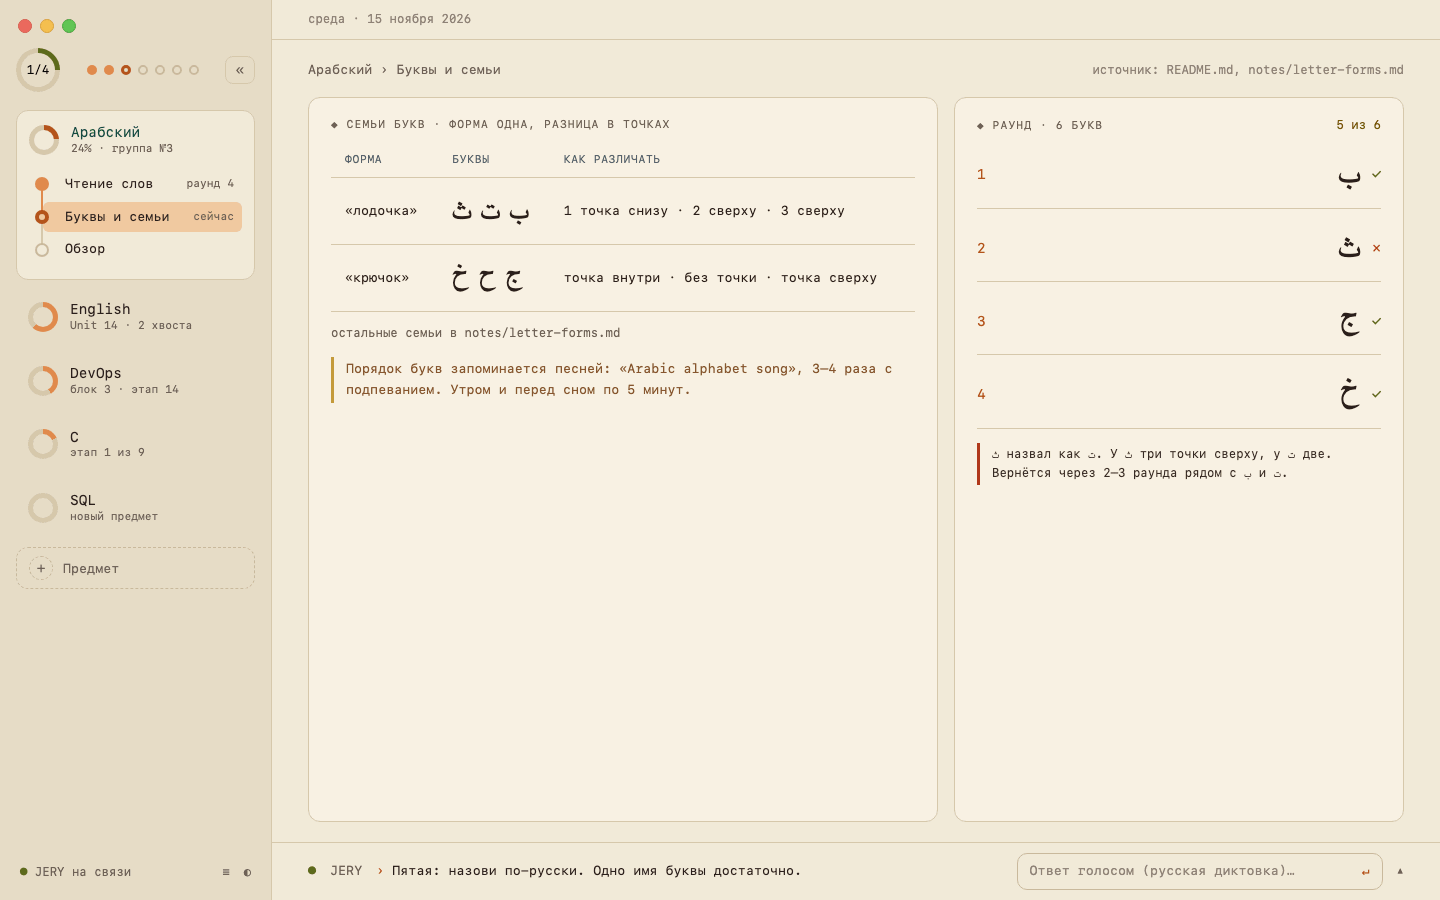 среда · 15 ноября 2026
1/4
«
Арабский
24% · группа №3
Чтение слов раунд 4
Буквы и семьи сейчас
Обзор
English
Unit 14 · 2 хвоста
DevOps
блок 3 · этап 14
C
этап 1 из 9
SQL
новый предмет
+ Предмет
JERY на связи
Арабский › Буквы и семьи
источник: README.md, notes/letter-forms.md
◆ СЕМЬИ БУКВ · ФОРМА ОДНА, РАЗНИЦА В ТОЧКАХ
ФОРМА БУКВЫ КАК РАЗЛИЧАТЬ
«лодочка» ب ت ث 1 точка снизу · 2 сверху · 3 сверху
«крючок» ج ح خ точка внутри · без точки · точка сверху
остальные семьи в notes/letter-forms.md
Порядок букв запоминается песней: «Arabic alphabet song», 3–4 раза с
подпеванием. Утром и перед сном по 5 минут.
◆ РАУНД · 6 БУКВ 5 из 6
1 ب ✓
2 ث ×
3 ج ✓
4 خ ✓
ث назвал как ت. У ث три точки сверху, у ت две.
Вернётся через 2–3 раунда рядом с ب и ت.
JERY › Пятая: назови по-русски. Одно имя буквы достаточно.
Ответ голосом (русская диктовка)… ↵